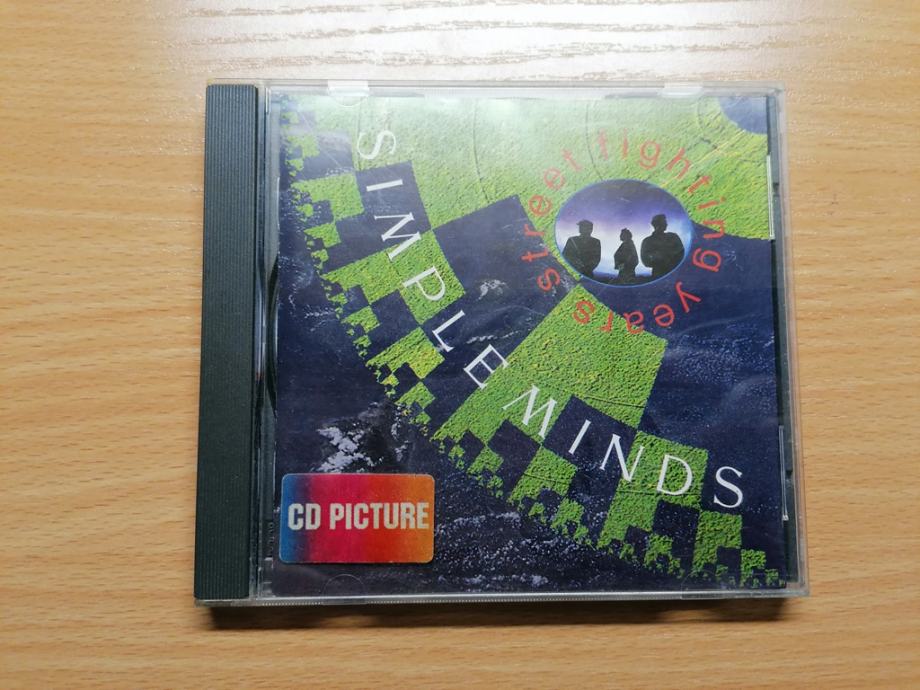 SIMPLE MINDS
street fighting years
CD PICTURE